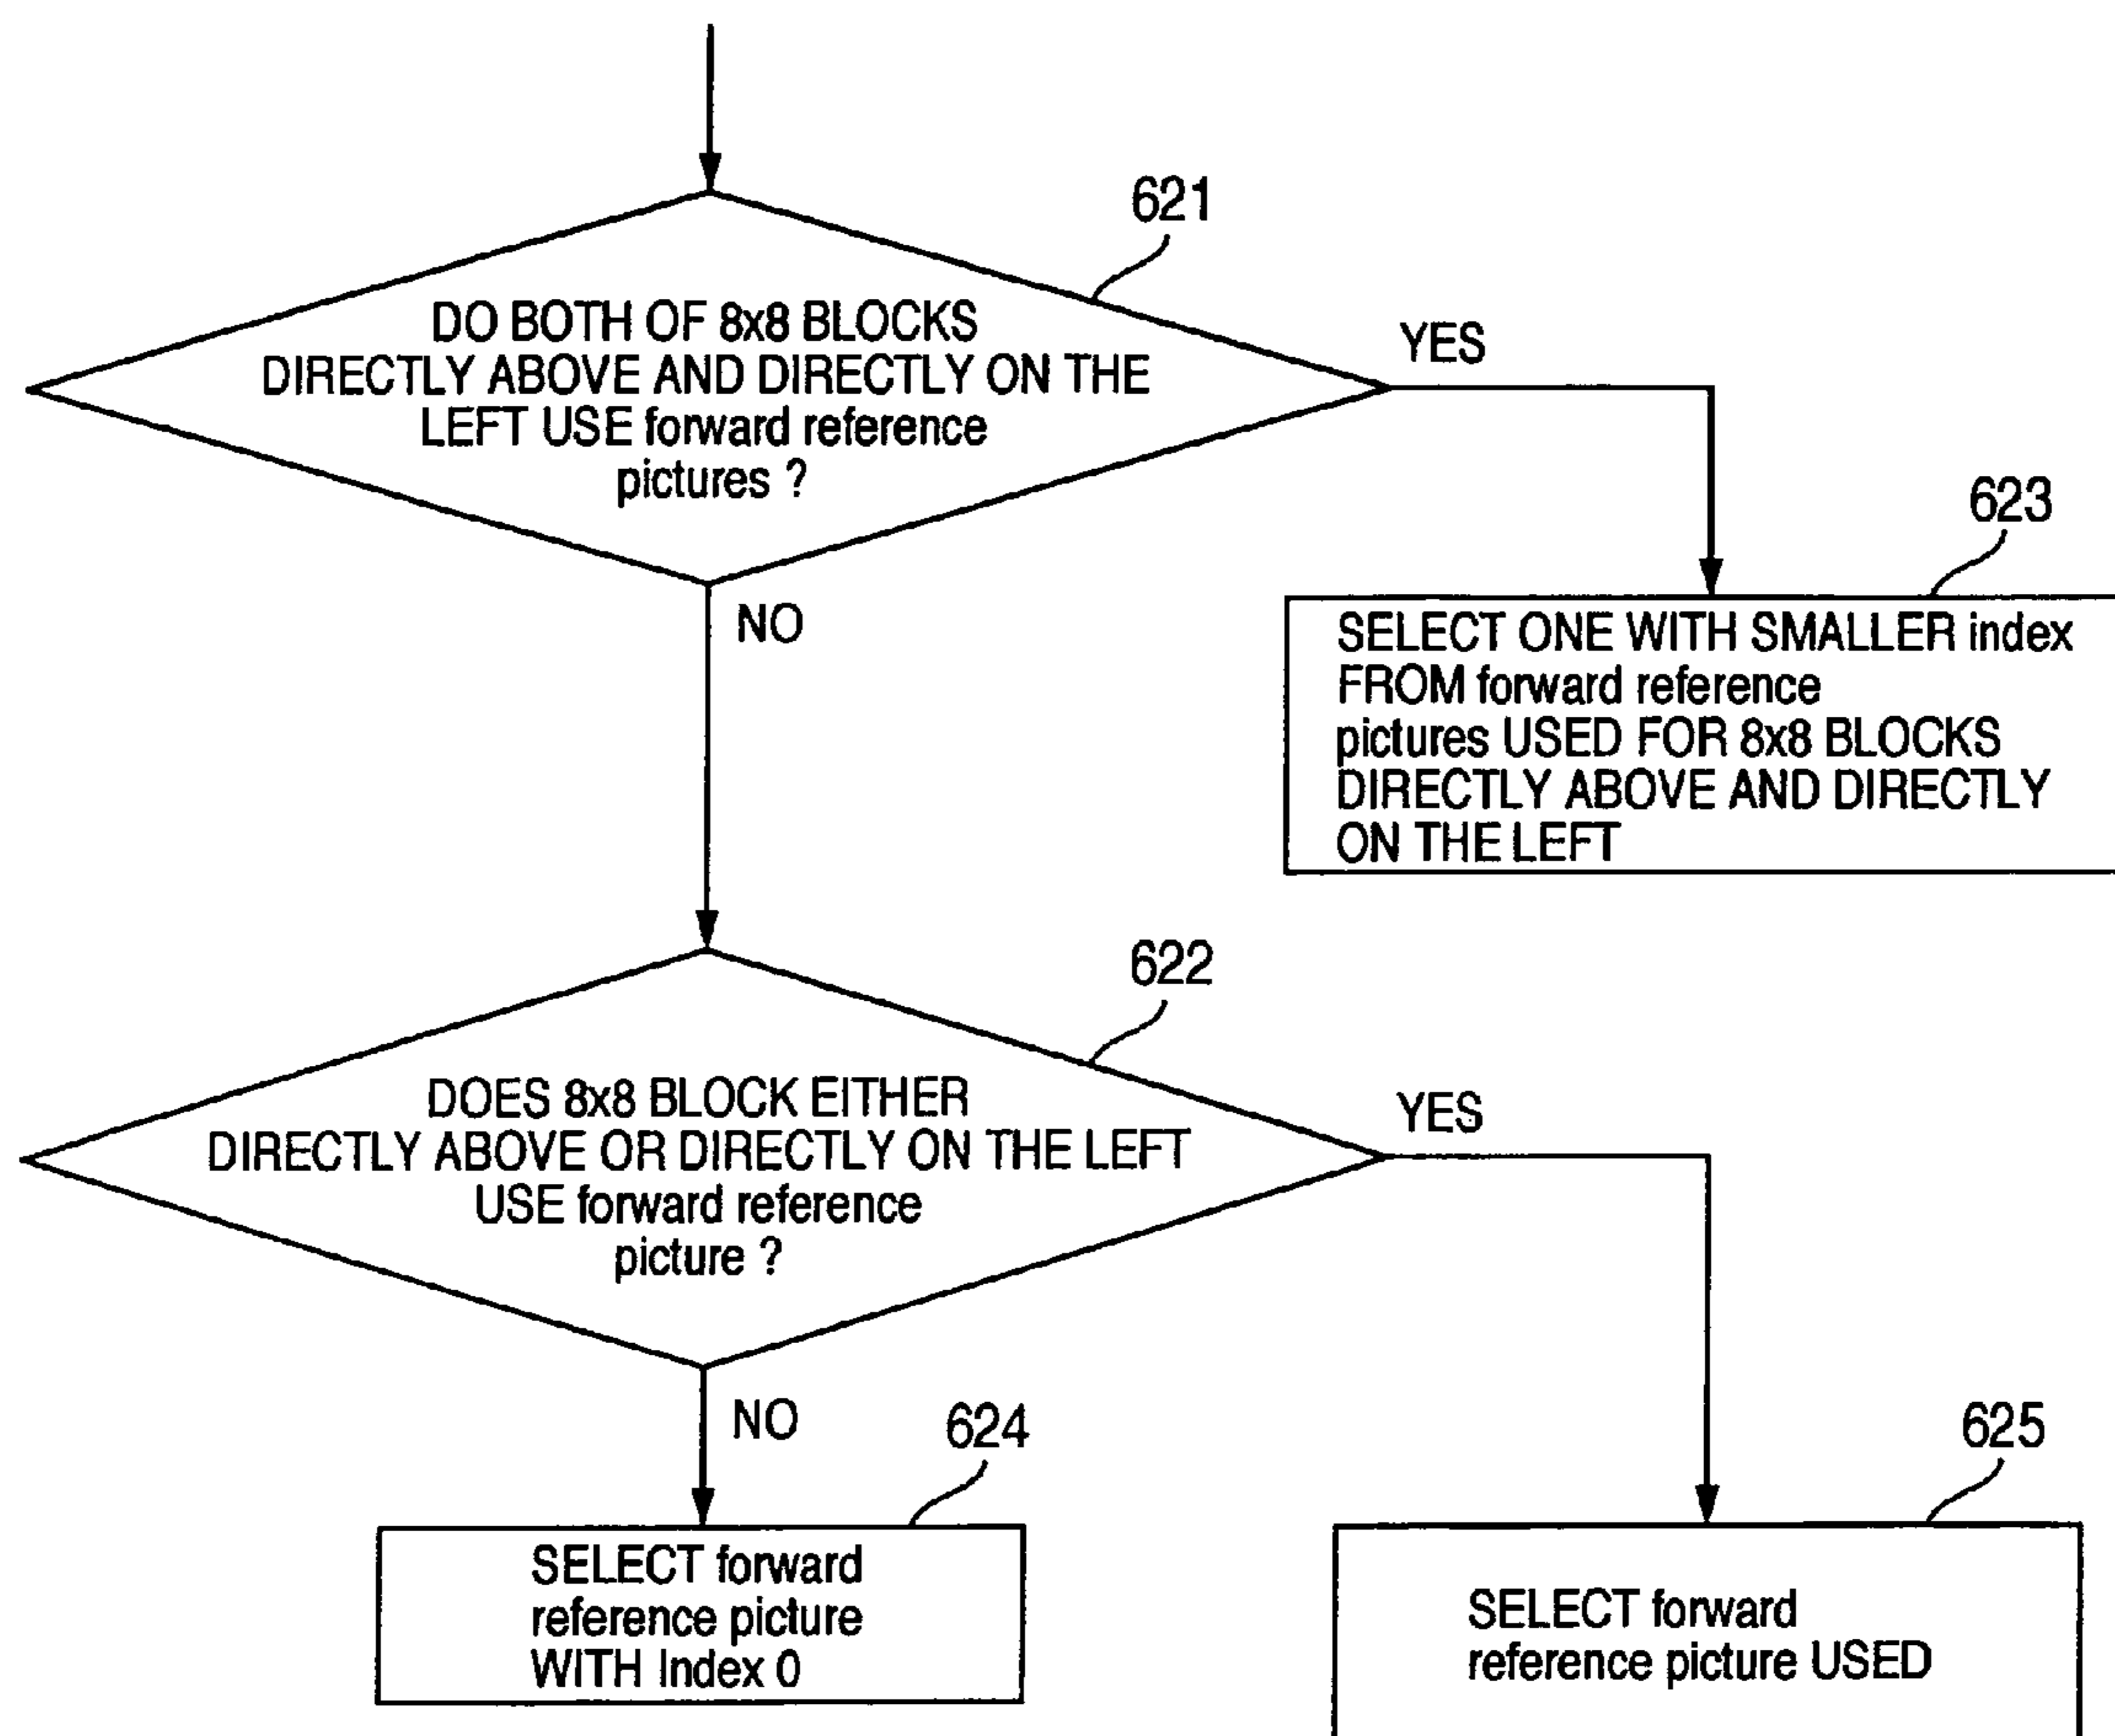 621
DO BOTH OF 8x8 BLOCKS
DIRECTLY ABOVE AND DIRECTLY ON THE
LEFT USE forward reference
pictures ?
YES
NO
623
SELECT ONE WITH SMALLER index
FROM forward reference
pictures USED FOR 8x8 BLOCKS
DIRECTLY ABOVE AND DIRECTLY
ON THE LEFT
622
DOES 8x8 BLOCK EITHER
DIRECTLY ABOVE OR DIRECTLY ON THE LEFT
USE forward reference
picture ?
YES
NO
624
SELECT forward
reference picture
WITH Index 0
625
SELECT forward
reference picture USED